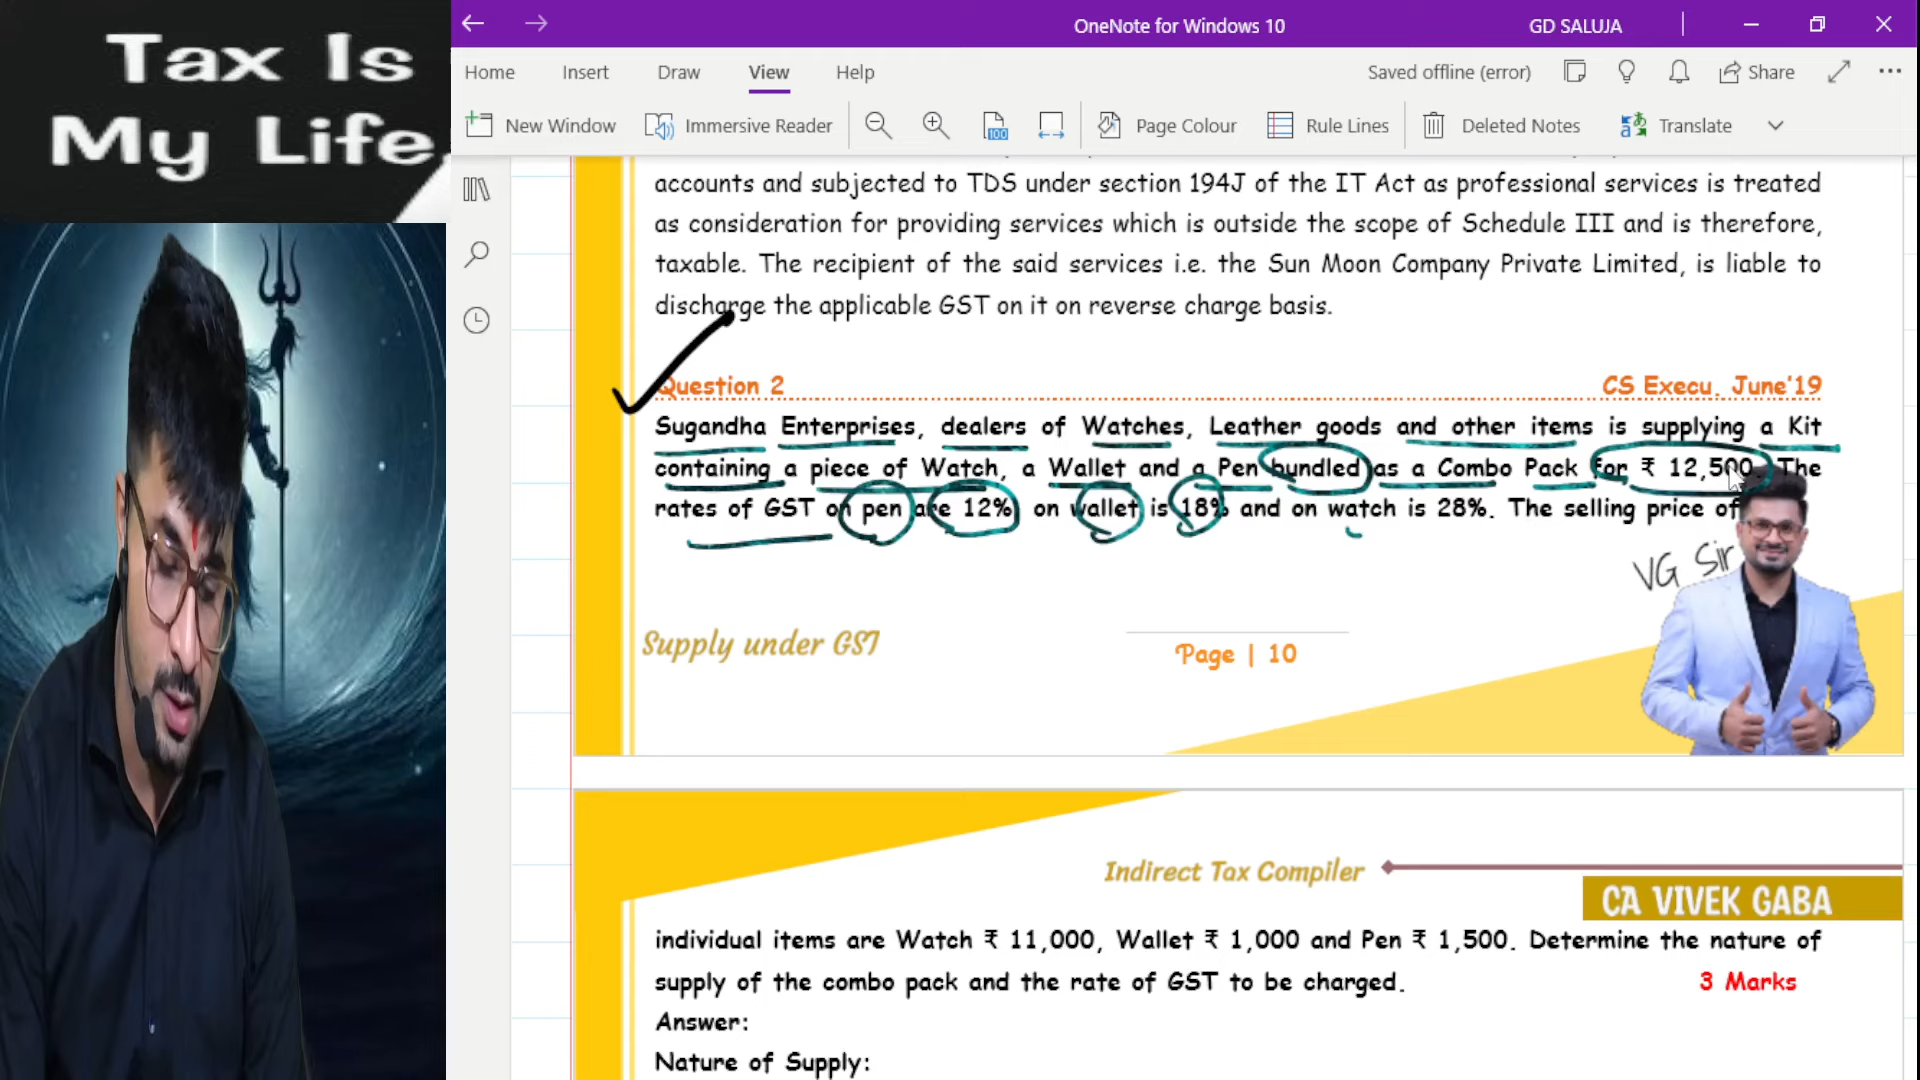 Tax Is
My Life.
OneNote for Windows 10
GD SALUJA
Home Insert Draw View Help
Saved offline (error) Share
New Window Immersive Reader 100 Page Colour Rule Lines Deleted Notes Translate
accounts and subjected to TDS under section 194J of the IT Act as professional services is treated
as consideration for providing services which is outside the scope of Schedule III and is therefore,
taxable. The recipient of the said services i.e. the Sun Moon Company Private Limited, is liable to
discharge the applicable GST on it on reverse charge basis.
Question 2 CS Execu. June'19
Sugandha Enterprises, dealers of Watches, Leather goods and other items is supplying a Kit
containing a piece of Watch, a Wallet and a Pen bundled as a Combo Pack for ₹ 12,500. The
rates of GST on pen are 12% on wallet is 18% and on watch is 28%. The selling price of
VG Sir
Supply under GST
Page | 10
Indirect Tax Compiler
CA VIVEK GABA
individual items are Watch ₹ 11,000, Wallet ₹ 1,000 and Pen ₹ 1,500. Determine the nature of
supply of the combo pack and the rate of GST to be charged. 3 Marks
Answer:
Nature of Supply: